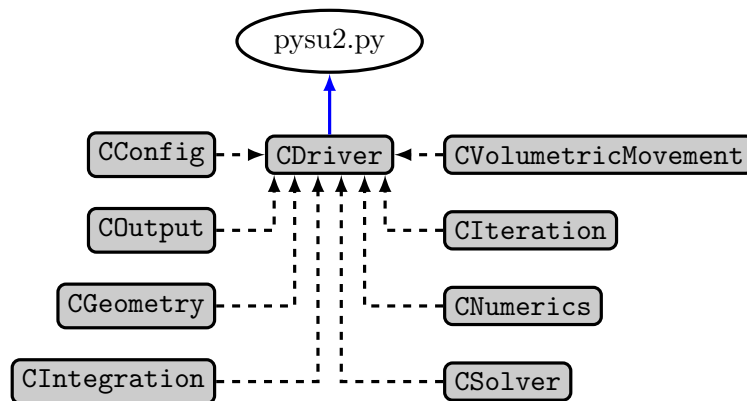 pysu2.py
CConfig
CDriver
CVolumetricMovement
COutput
CIteration
CGeometry
CNumerics
CIntegration
CSolver